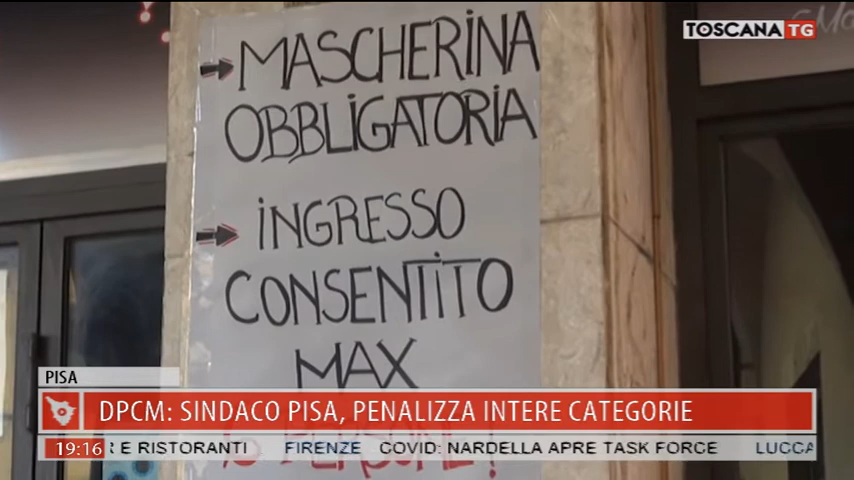 TOSCANA TG
MASCHERINA
OBBLIGATORIA
INGRESSO
CONSENTITO
MAX
PERSONE!
PISA
DPCM: SINDACO PISA, PENALIZZA INTERE CATEGORIE
19:16 R E RISTORANTI FIRENZE COVID: NARDELLA APRE TASK FORCE LUCCA